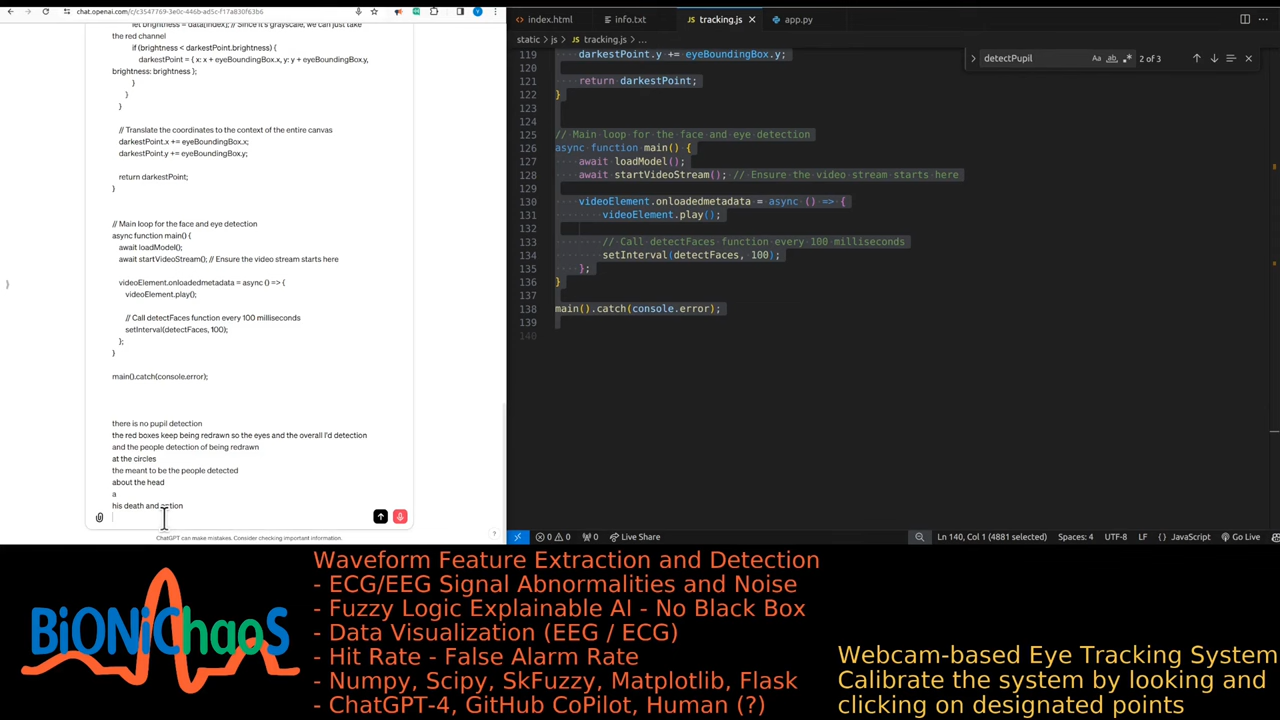 chat.openai.com/c/c3547769-3e0c-446b-ad5c-f17a830f63b6
let brightness = data[index]; // Since it's grayscale, we can just take
the red channel
if (brightness < darkestPoint.brightness) {
darkestPoint = { x: x + eyeBoundingBox.x, y: y + eyeBoundingBox.y,
brightness: brightness };
}
}
}
// Translate the coordinates to the context of the entire canvas
darkestPoint.x += eyeBoundingBox.x;
darkestPoint.y += eyeBoundingBox.y;
return darkestPoint;
}
// Main loop for the face and eye detection
async function main() {
await loadModel();
await startVideoStream(); // Ensure the video stream starts here
videoElement.onloadedmetadata = async () => {
videoElement.play();
// Call detectFaces function every 100 milliseconds
setInterval(detectFaces, 100);
};
}
main().catch(console.error);
}
there is no pupil detection
the red boxes keep being redrawn so the eyes and the overall I'd detection
and the people detection of being redrawn
at the circles
the meant to be the people detected
about the head
a
his death and action
ChatGPT can make mistakes. Consider checking important information.
?
index.html
info.txt
tracking.js
app.py
static > js > tracking.js > ...
detectPupil
Aa ab .*
2 of 3
119 darkestPoint.y += eyeBoundingBox.y;
120
121 return darkestPoint;
122 }
123
124
125 // Main loop for the face and eye detection
126 async function main() {
127 await loadModel();
128 await startVideoStream(); // Ensure the video stream starts here
129
130 videoElement.onloadedmetadata = async () => {
131 videoElement.play();
132
133 // Call detectFaces function every 100 milliseconds
134 setInterval(detectFaces, 100);
135 };
136 }
137
138 main().catch(console.error);
139
140
0 0 0 Live Share
Ln 140, Col 1 (4881 selected) Spaces: 4 UTF-8 LF {} JavaScript Go Live
BiONiChaoS
Waveform Feature Extraction and Detection
- ECG/EEG Signal Abnormalities and Noise
- Fuzzy Logic Explainable AI - No Black Box
- Data Visualization (EEG / ECG)
- Hit Rate - False Alarm Rate
- Numpy, Scipy, SkFuzzy, Matplotlib, Flask
- ChatGPT-4, GitHub CoPilot, Human (?)
Webcam-based Eye Tracking System
Calibrate the system by looking and
clicking on designated points